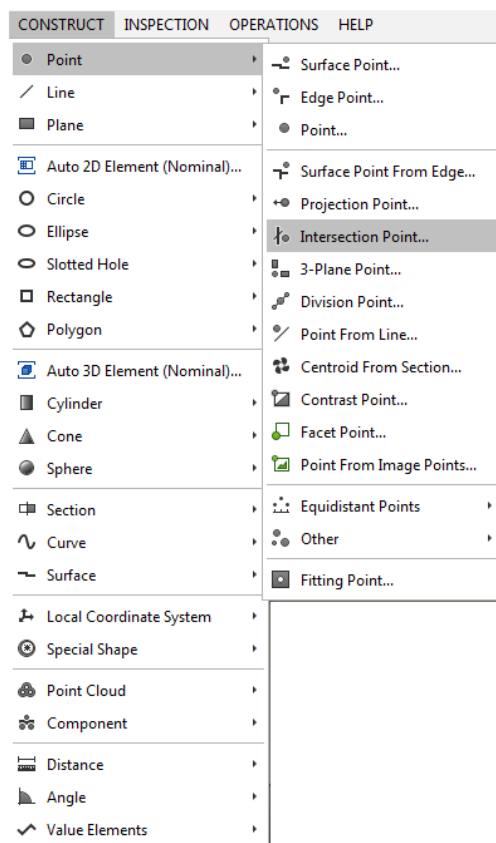 CONSTRUCT INSPECTION OPERATIONS HELP
Point
Line
Plane
Auto 2D Element (Nominal)...
Circle
Ellipse
Slotted Hole
Rectangle
Polygon
Auto 3D Element (Nominal)...
Cylinder
Cone
Sphere
Section
Curve
Surface
Local Coordinate System
Special Shape
Point Cloud
Component
Distance
Angle
Value Elements
Surface Point...
Edge Point...
Point...
Surface Point From Edge...
Projection Point...
Intersection Point...
3-Plane Point...
Division Point...
Point From Line...
Centroid From Section...
Contrast Point...
Facet Point...
Point From Image Points...
Equidistant Points
Other
Fitting Point...